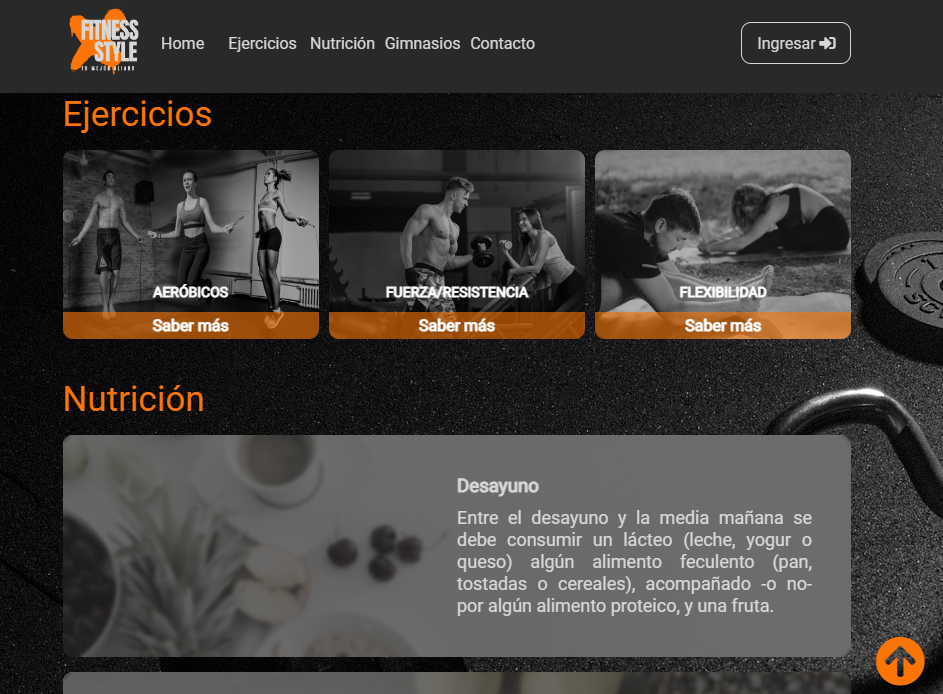 FITNESS
STYLE
TU MEJOR ALIADO
Home Ejercicios Nutrición Gimnasios Contacto
Ingresar
Ejercicios
AERÓBICOS
Saber más
FUERZA/RESISTENCIA
Saber más
FLEXIBILIDAD
Saber más
Nutrición
Desayuno
Entre el desayuno y la media mañana se
debe consumir un lácteo (leche, yogur o
queso) algún alimento feculento (pan,
tostadas o cereales), acompañado -o no-
por algún alimento proteico, y una fruta.